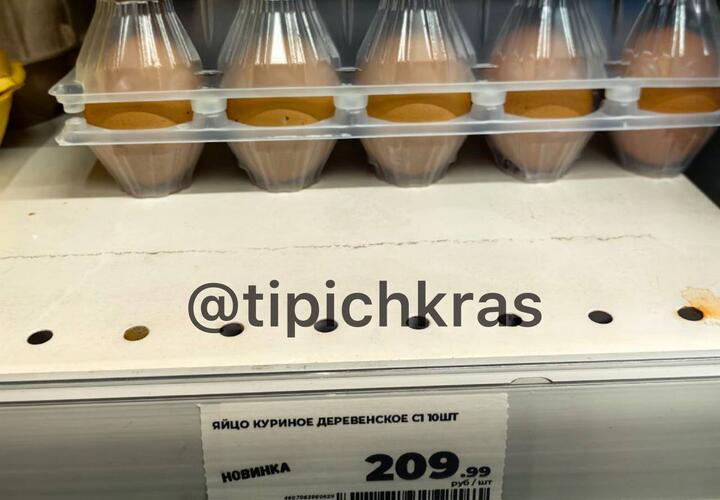 @tipichkras
ЯЙЦО КУРИНОЕ ДЕРЕВЕНСКОЕ С1 10ШТ
НОВИНКА
209.99
руб / шт